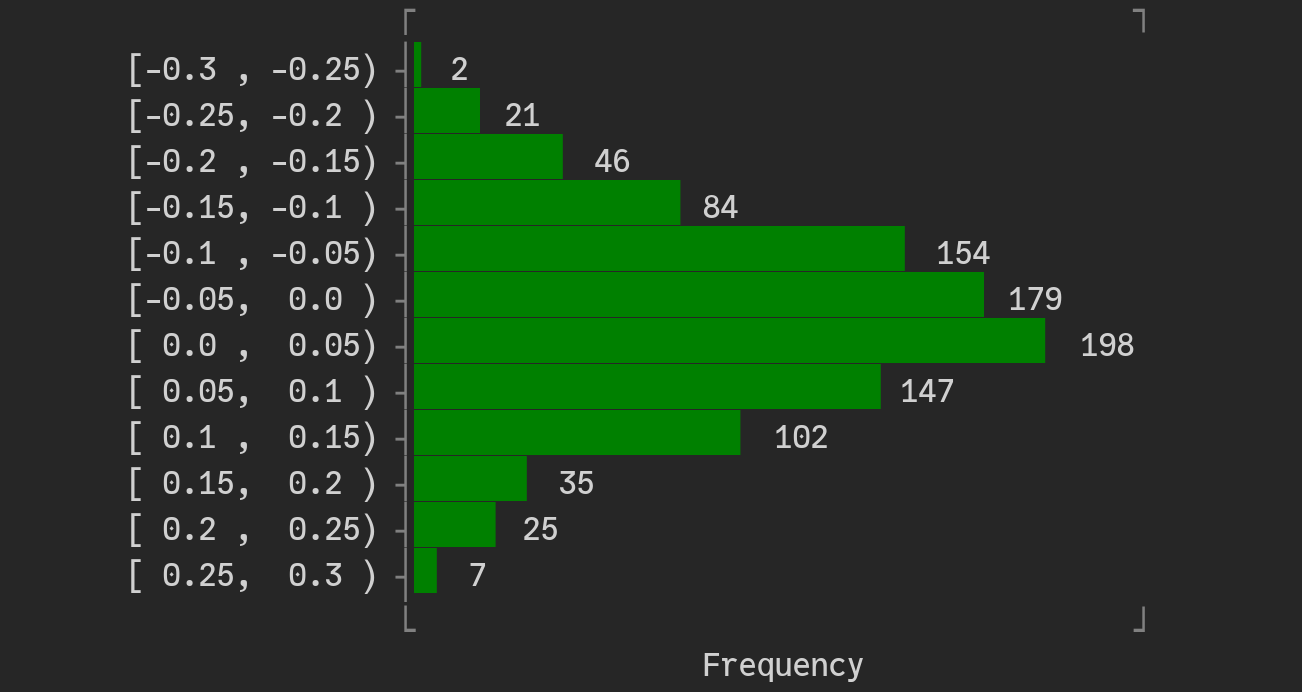 [-0.3 , -0.25) 2
[-0.25, -0.2 ) 21
[-0.2 , -0.15) 46
[-0.15, -0.1 ) 84
[-0.1 , -0.05) 154
[-0.05,  0.0 ) 179
[ 0.0 ,  0.05) 198
[ 0.05,  0.1 ) 147
[ 0.1 ,  0.15) 102
[ 0.15,  0.2 ) 35
[ 0.2 ,  0.25) 25
[ 0.25,  0.3 ) 7
Frequency